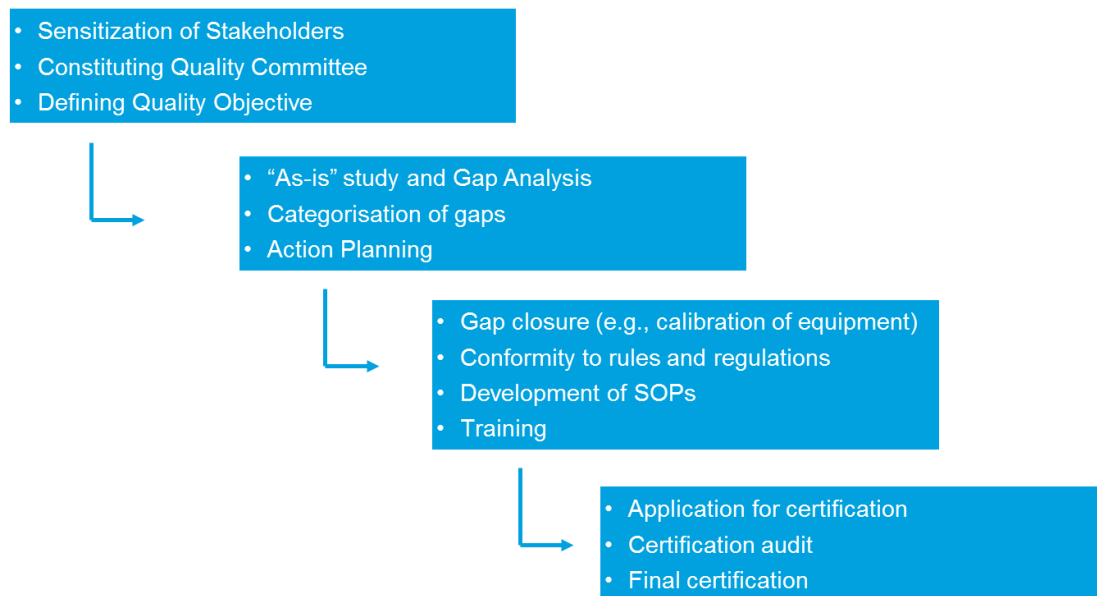 • Sensitization of Stakeholders
• Constituting Quality Committee
• Defining Quality Objective
• “As-is” study and Gap Analysis
• Categorisation of gaps
• Action Planning
• Gap closure (e.g., calibration of equipment)
• Conformity to rules and regulations
• Development of SOPs
• Training
• Application for certification
• Certification audit
• Final certification